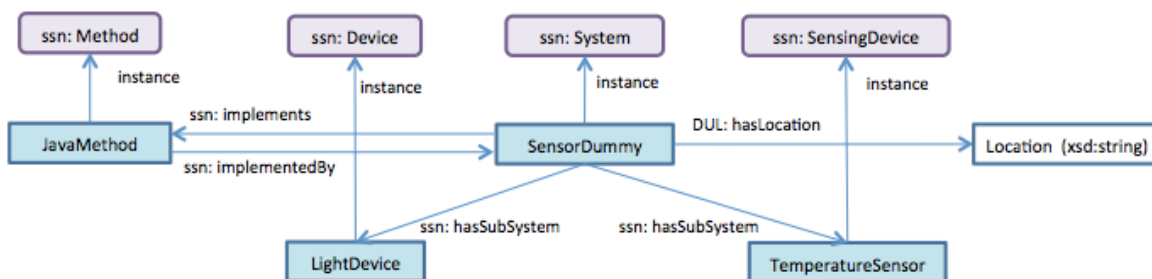 ssn: Method
ssn: Device
ssn: System
ssn: SensingDevice
instance
instance
instance
instance
ssn: implements
DUL: hasLocation
JavaMethod
SensorDummy
Location (xsd:string)
ssn: implementedBy
ssn: hasSubSystem
ssn: hasSubSystem
LightDevice
TemperatureSensor